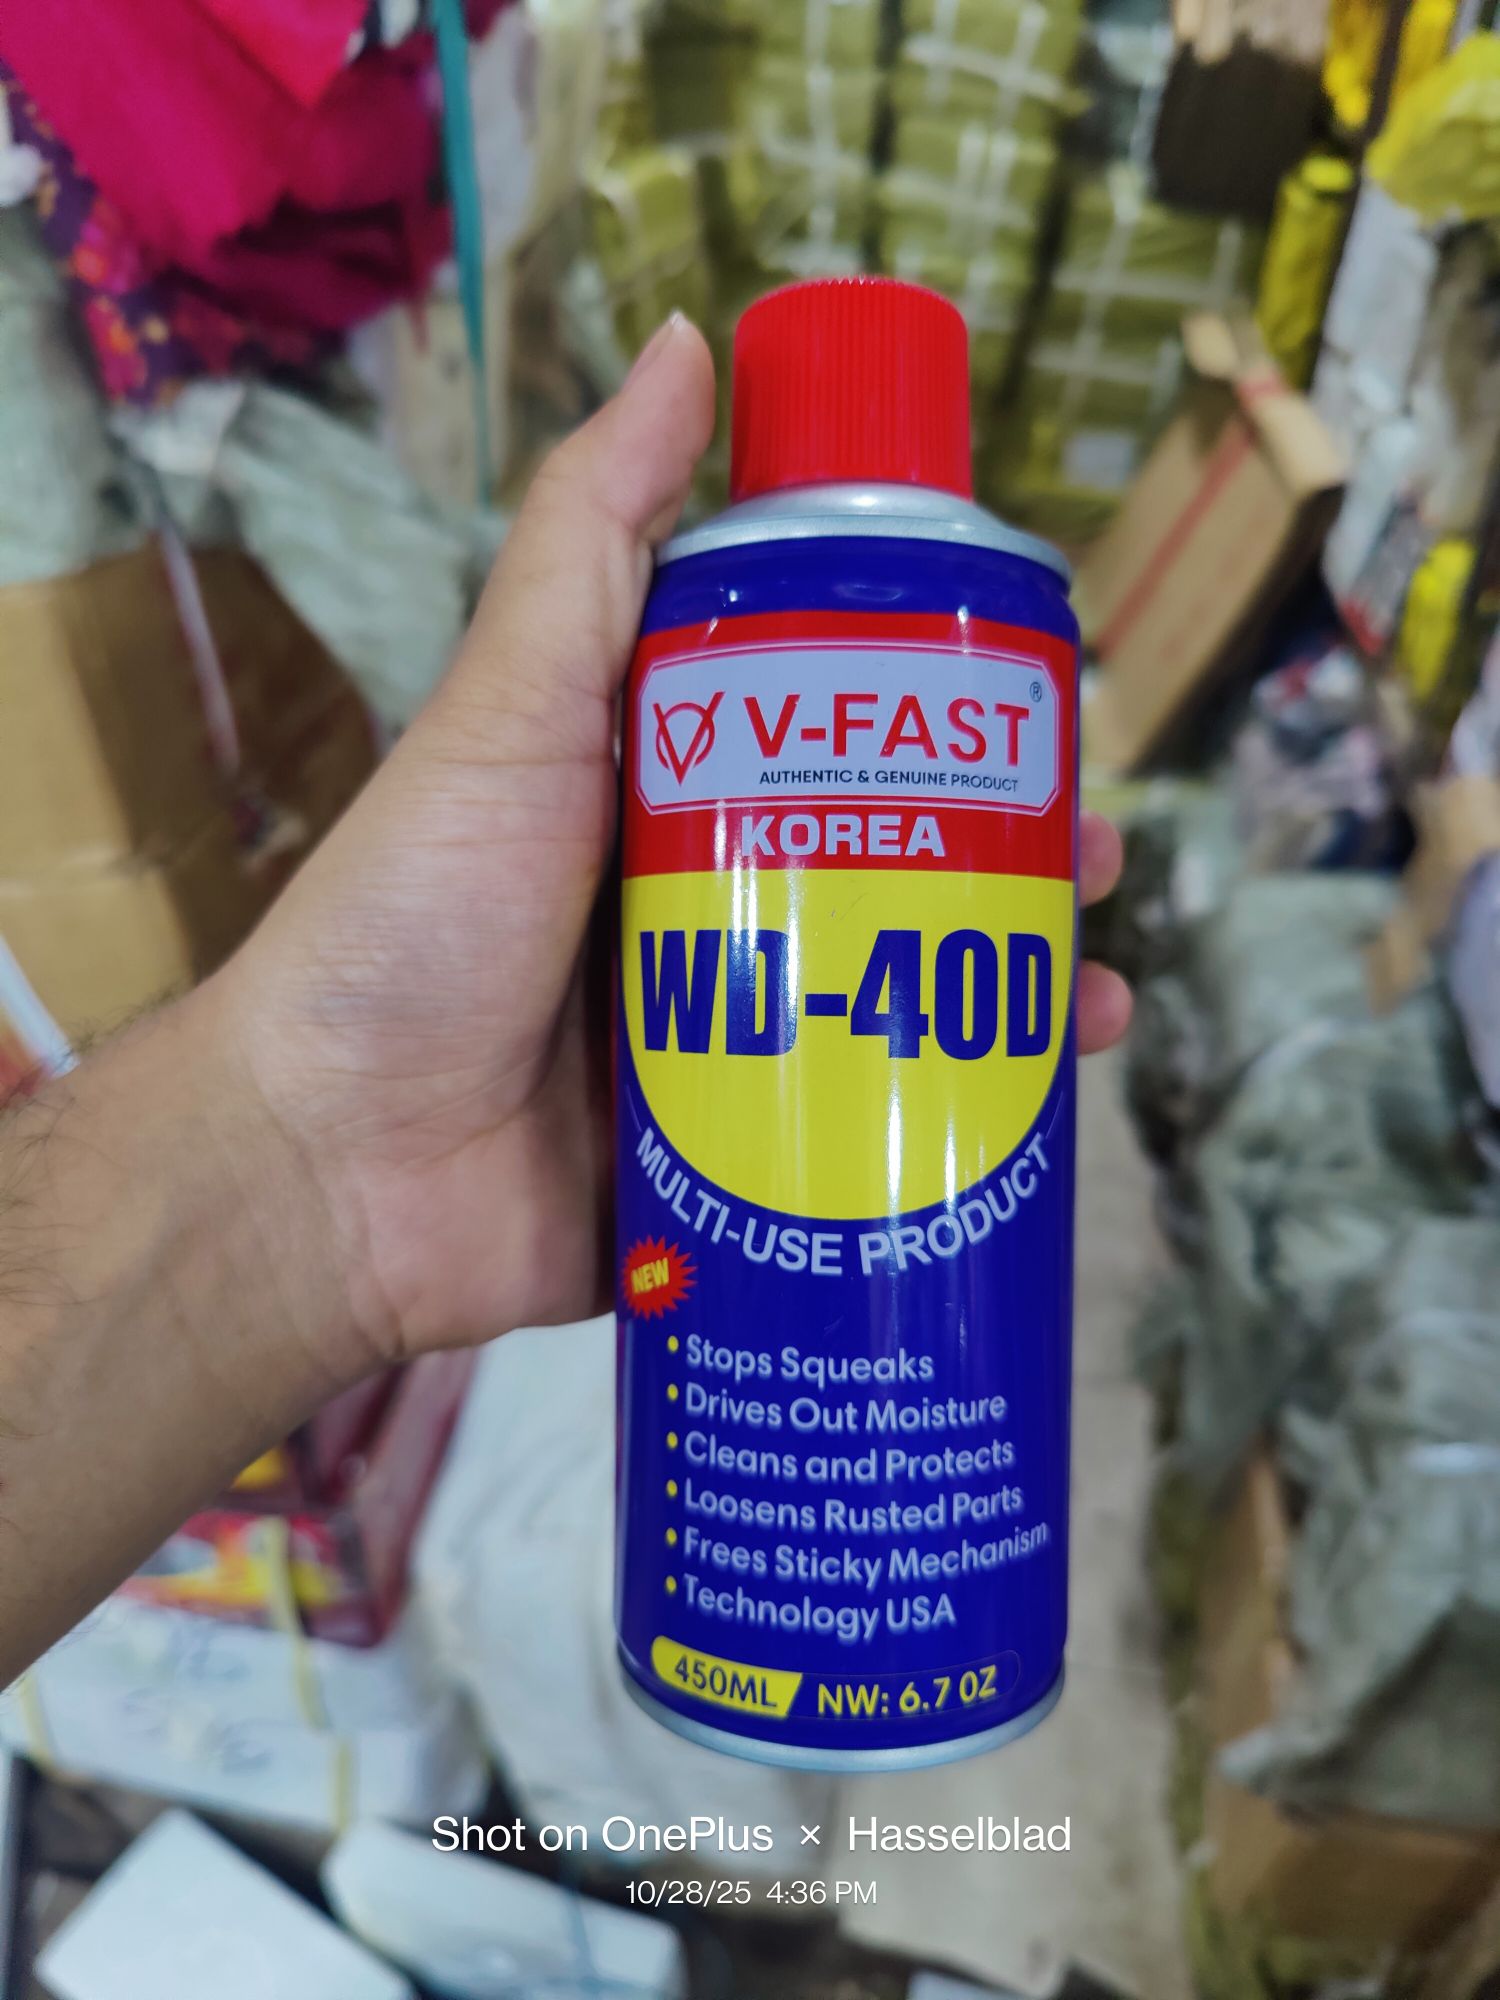 V-FAST®
AUTHENTIC & GENUINE PRODUCT
KOREA
WD-40D
MULTI-USE PRODUCT
NEW
• Stops Squeaks
• Drives Out Moisture
• Cleans and Protects
• Loosens Rusted Parts
• Frees Sticky Mechanism
• Technology USA
450ML NW: 6.7 OZ
Shot on OnePlus × Hasselblad
10/28/25 4:36 PM